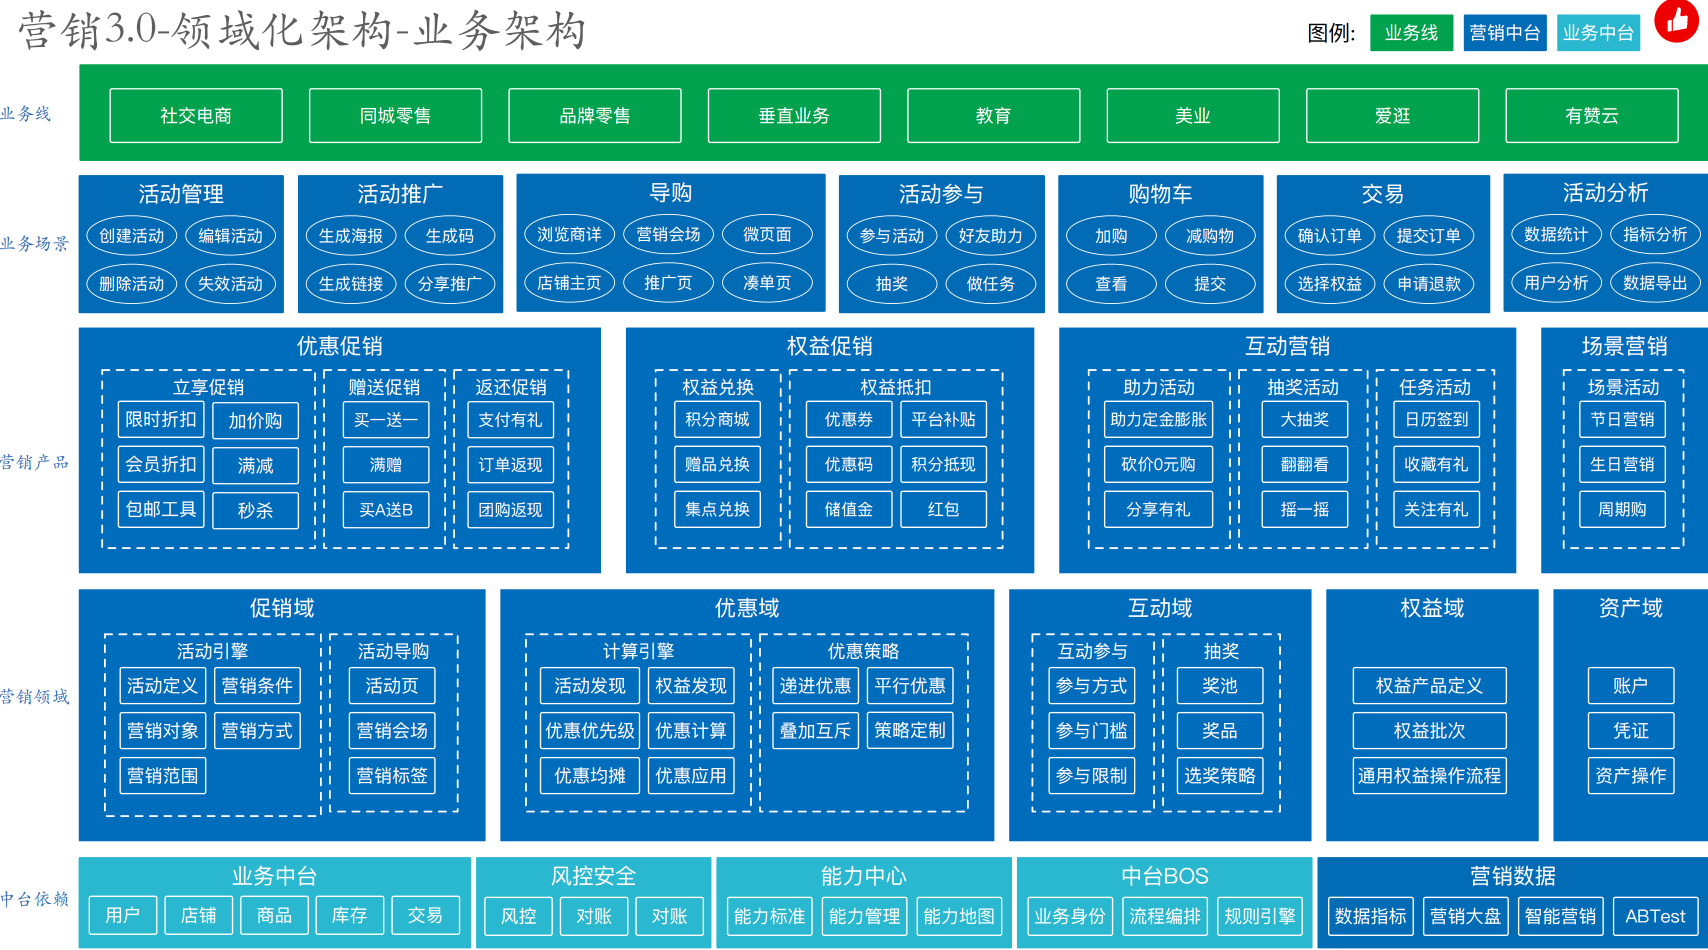 营销3.0-领域化架构-业务架构
图例: 业务线 营销中台 业务中台
业务线
社交电商 同城零售 品牌零售 垂直业务 教育 美业 爱逛 有赞云
业务场景
活动管理 活动推广 导购 活动参与 购物车 交易 活动分析
创建活动 编辑活动 生成海报 生成码 浏览商详 营销会场 微页面 参与活动 好友助力 加购 减购物 确认订单 提交订单 数据统计 指标分析
删除活动 失效活动 生成链接 分享推广 店铺主页 推广页 凑单页 抽奖 做任务 查看 提交 选择权益 申请退款 用户分析 数据导出
营销产品
优惠促销 权益促销 互动营销 场景营销
立享促销 赠送促销 返还促销 权益兑换 权益抵扣 助力活动 抽奖活动 任务活动 场景活动
限时折扣 加价购 买一送一 支付有礼 积分商城 优惠券 平台补贴 助力定金膨胀 大抽奖 日历签到 节日营销
会员折扣 满减 满赠 订单返现 赠品兑换 优惠码 积分抵现 砍价0元购 翻翻看 收藏有礼 生日营销
包邮工具 秒杀 买A送B 团购返现 集点兑换 储值金 红包 分享有礼 摇一摇 关注有礼 周期购
营销领域
促销域 优惠域 互动域 权益域 资产域
活动引擎 活动导购 计算引擎 优惠策略 互动参与 抽奖
活动定义 营销条件 活动页 活动发现 权益发现 递进优惠 平行优惠 参与方式 奖池 权益产品定义 账户
营销对象 营销方式 营销会场 优惠优先级 优惠计算 叠加互斥 策略定制 参与门槛 奖品 权益批次 凭证
营销范围 营销标签 优惠均摊 优惠应用 参与限制 选奖策略 通用权益操作流程 资产操作
中台依赖
业务中台 风控安全 能力中心 中台BOS 营销数据
用户 店铺 商品 库存 交易 风控 对账 对账 能力标准 能力管理 能力地图 业务身份 流程编排 规则引擎 数据指标 营销大盘 智能营销 ABTest